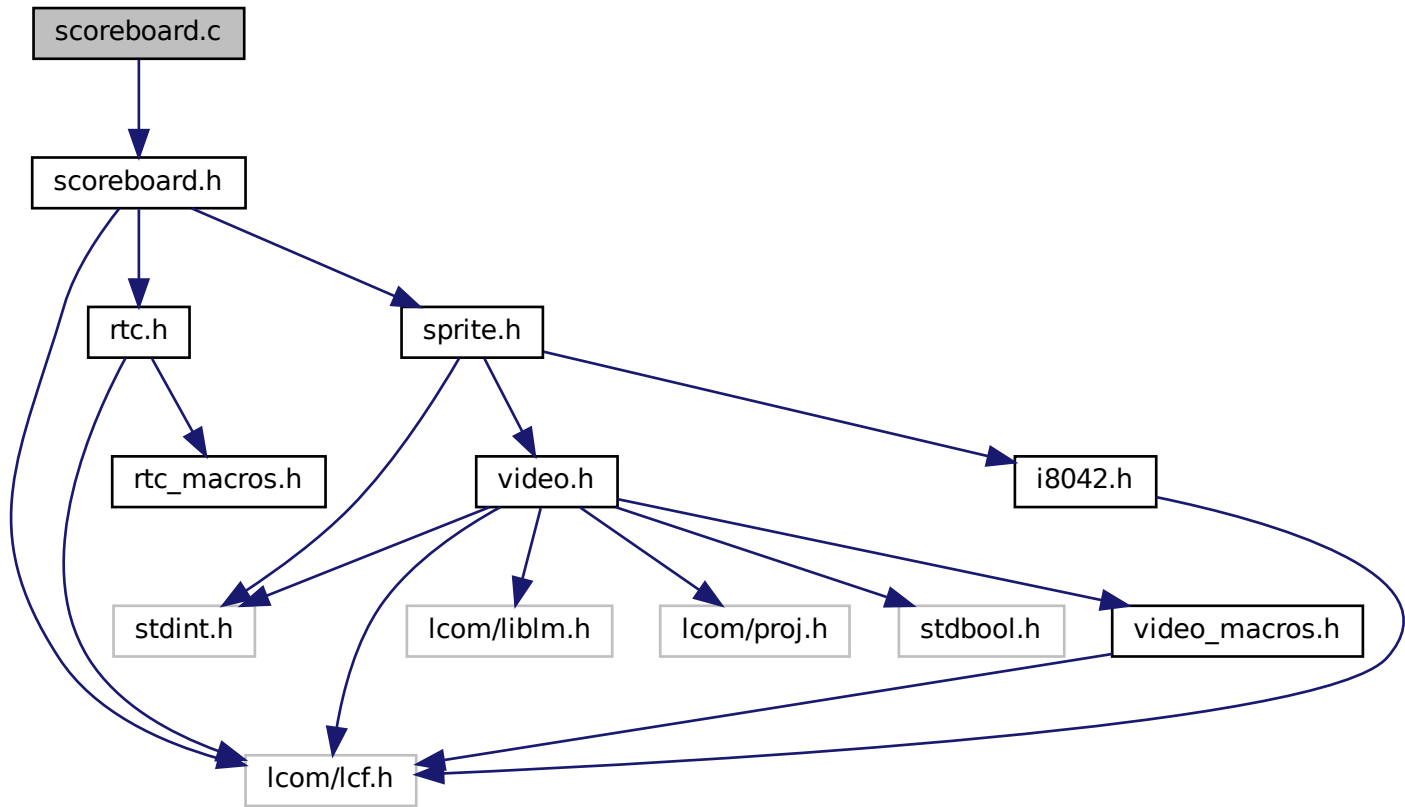 scoreboard.c
scoreboard.h
rtc.h
sprite.h
rtc_macros.h
video.h
i8042.h
stdint.h
lcom/liblm.h
lcom/proj.h
stdbool.h
video_macros.h
lcom/lcf.h